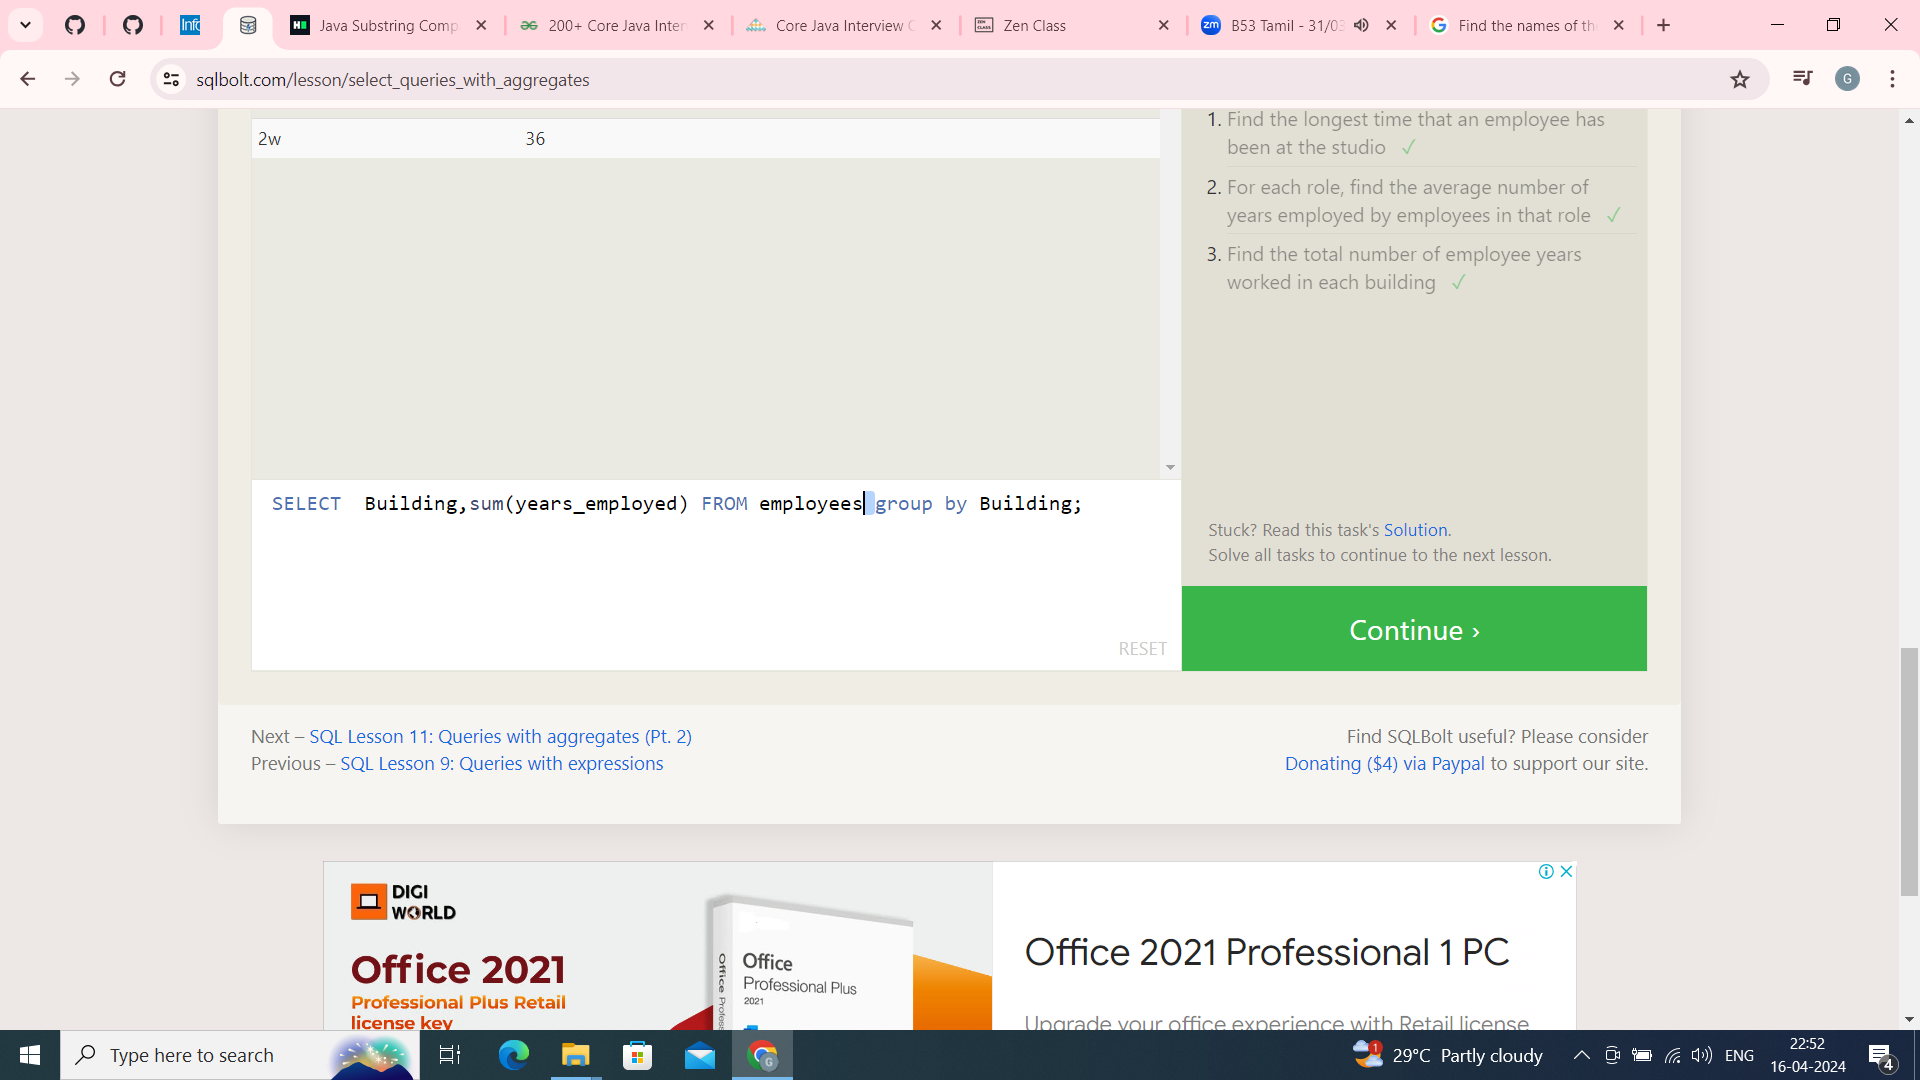 Info
Java Substring Comp
200+ Core Java Inter
Core Java Interview
Zen Class
B53 Tamil - 31/03
Find the names of the
sqlbolt.com/lesson/select_queries_with_aggregates
G
2w 36
1. Find the longest time that an employee has
been at the studio ✓
2. For each role, find the average number of
years employed by employees in that role ✓
3. Find the total number of employee years
worked in each building ✓
SELECT  Building,sum(years_employed) FROM employees group by Building;
RESET
Stuck? Read this task's Solution.
Solve all tasks to continue to the next lesson.
Continue ›
Next – SQL Lesson 11: Queries with aggregates (Pt. 2)
Previous – SQL Lesson 9: Queries with expressions
Find SQLBolt useful? Please consider
Donating ($4) via Paypal to support our site.
DIGI
WORLD
Office 2021
Professional Plus Retail
license key
Office
Professional Plus
2021
Office
Office 2021 Professional 1 PC
Upgrade your office experience with Retail license
Type here to search
1
29°C Partly cloudy
ENG
22:52
16-04-2024
4